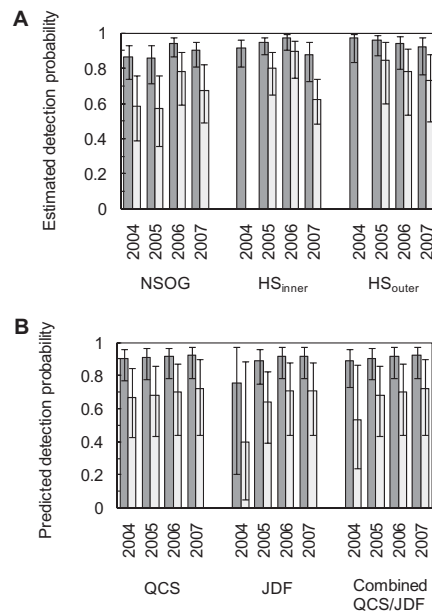 A
Estimated detection probability
1
0.8
0.6
0.4
0.2
0
2004 2005 2006 2007 2004 2005 2006 2007 2004 2005 2006 2007
NSOG HSinner HSouter
B
Predicted detection probability
1
0.8
0.6
0.4
0.2
0
2004 2005 2006 2007 2004 2005 2006 2007 2004 2005 2006 2007
QCS JDF Combined
QCS/JDF